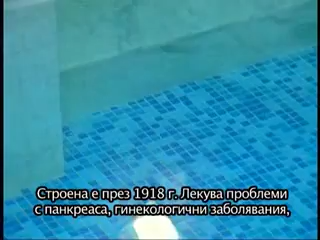 Строена е през 1918 г. Лекува проблеми
с панкреаса, гинекологични заболявания,